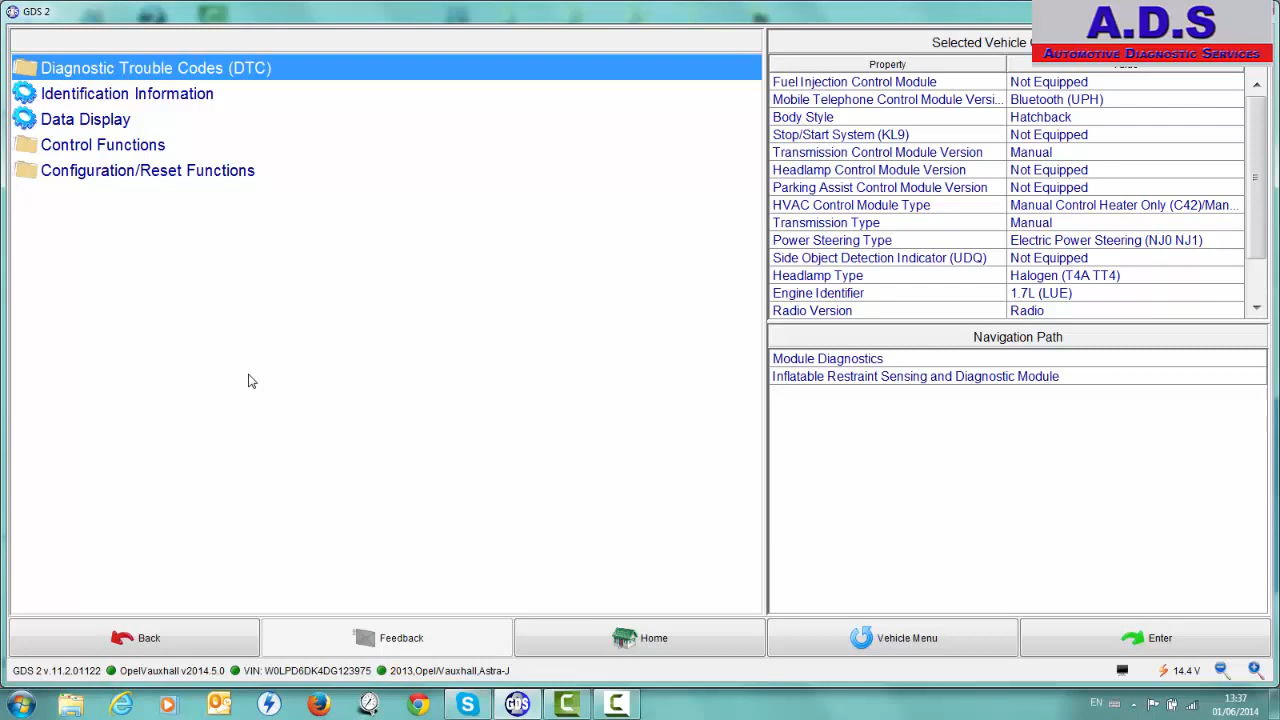 GDS 2
A.D.S
AUTOMOTIVE DIAGNOSTIC SERVICES
Diagnostic Trouble Codes (DTC)
Identification Information
Data Display
Control Functions
Configuration/Reset Functions
Selected Vehicle
Property
Fuel Injection Control Module Not Equipped
Mobile Telephone Control Module Versi... Bluetooth (UPH)
Body Style Hatchback
Stop/Start System (KL9) Not Equipped
Transmission Control Module Version Manual
Headlamp Control Module Version Not Equipped
Parking Assist Control Module Version Not Equipped
HVAC Control Module Type Manual Control Heater Only (C42)/Man...
Transmission Type Manual
Power Steering Type Electric Power Steering (NJ0 NJ1)
Side Object Detection Indicator (UDQ) Not Equipped
Headlamp Type Halogen (T4A TT4)
Engine Identifier 1.7L (LUE)
Radio Version Radio
Navigation Path
Module Diagnostics
Inflatable Restraint Sensing and Diagnostic Module
Back Feedback Home Vehicle Menu Enter
GDS 2 v.11.2.01122 OpelVauxhall v2014.5.0 VIN: W0LPD6DK4DG123975 2013,Opel/Vauxhall,Astra-J 14.4 V
EN 13:37
01/06/2014